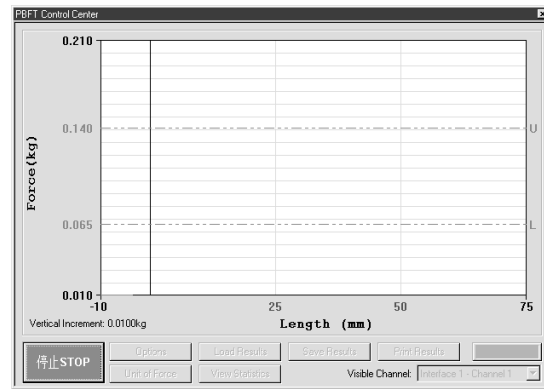 PBFT Control Center
0.210
0.140
U
Force(kg)
0.065
L
0.010
-10
25
50
75
Vertical Increment: 0.0100kg
Length (mm)
停止STOP
Options
Load Results
Save Results
Print Results
Unit of Force
View Statistics
Visible Channel: Interface 1 - Channel 1